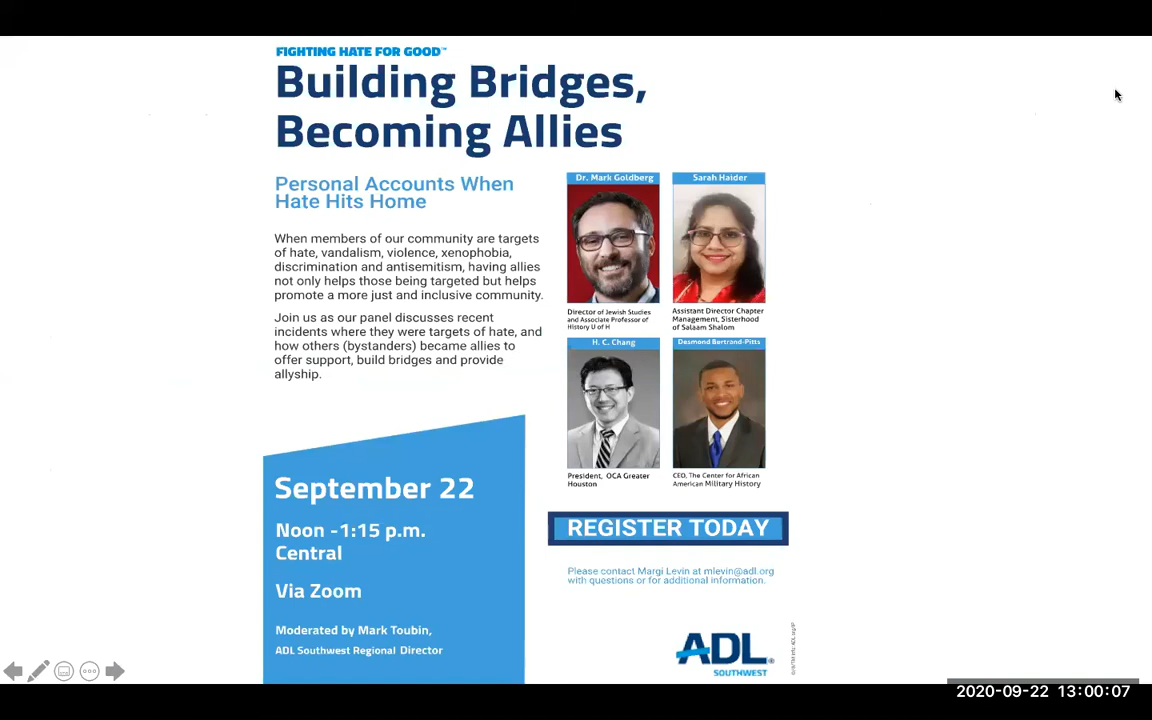 FIGHTING HATE FOR GOOD™
Building Bridges,
Becoming Allies
Personal Accounts When
Hate Hits Home
When members of our community are targets
of hate, vandalism, violence, xenophobia,
discrimination and antisemitism, having allies
not only helps those being targeted but helps
promote a more just and inclusive community.
Join us as our panel discusses recent
incidents where they were targets of hate, and
how others (bystanders) became allies to
offer support, build bridges and provide
allyship.
Dr. Mark Goldberg
Director of Jewish Studies
and Associate Professor of
History U of H
Sarah Haider
Assistant Director Chapter
Management, Sisterhood
of Salaam Shalom
H. C. Chang
President, OCA Greater
Houston
Desmond Bertrand-Pitts
CEO, The Center for African
American Military History
September 22
Noon -1:15 p.m.
Central
Via Zoom
Moderated by Mark Toubin,
ADL Southwest Regional Director
REGISTER TODAY
Please contact Margi Levin at mlevin@adl.org
with questions or for additional information.
ADL®
SOUTHWEST
2020-09-22 13:00:07